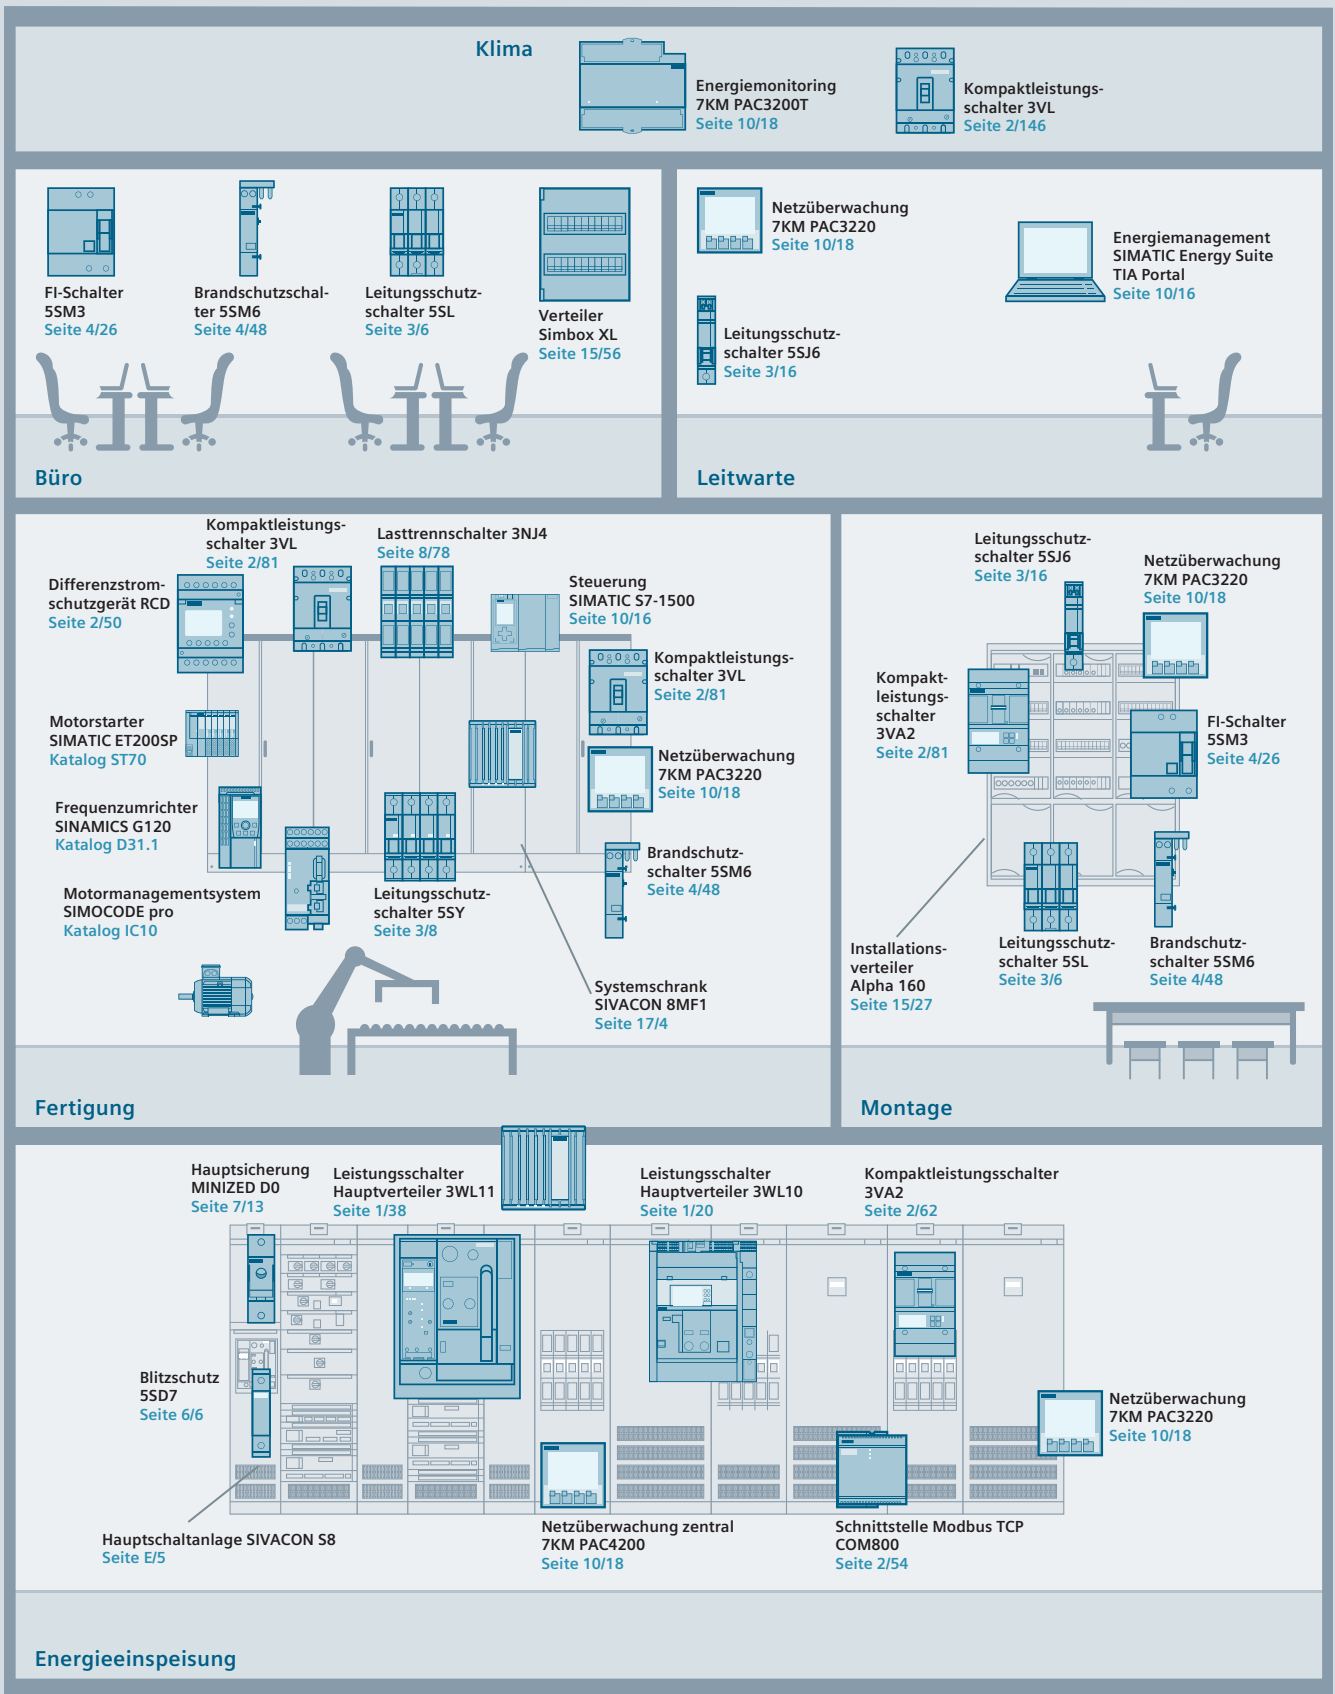 Klima
Energiemonitoring
7KM PAC3200T
Seite 10/18
Kompaktleistungs-
schalter 3VL
Seite 2/146
FI-Schalter
5SM3
Seite 4/26
Brandschutzschal-
ter 5SM6
Seite 4/48
Leitungsschutz-
schalter 5SL
Seite 3/6
Verteiler
Simbox XL
Seite 15/56
Büro
Netzüberwachung
7KM PAC3220
Seite 10/18
Leitungsschutz-
schalter 5SJ6
Seite 3/16
Energiemanagement
SIMATIC Energy Suite
TIA Portal
Seite 10/16
Leitwarte
Kompaktleistungs-
schalter 3VL
Seite 2/81
Lasttrennschalter 3NJ4
Seite 8/78
Differenzstrom-
schutzgerät RCD
Seite 2/50
Steuerung
SIMATIC S7-1500
Seite 10/16
Kompaktleistungs-
schalter 3VL
Seite 2/81
Motorstarter
SIMATIC ET200SP
Katalog ST70
Netzüberwachung
7KM PAC3220
Seite 10/18
Frequenzumrichter
SINAMICS G120
Katalog D31.1
Brandschutz-
schalter 5SM6
Seite 4/48
Motormanagementsystem
SIMOCODE pro
Katalog IC10
Leitungsschutz-
schalter 5SY
Seite 3/8
Systemschrank
SIVACON 8MF1
Seite 17/4
Fertigung
Leitungsschutz-
schalter 5SJ6
Seite 3/16
Netzüberwachung
7KM PAC3220
Seite 10/18
Kompakt-
leistungs-
schalter
3VA2
Seite 2/81
FI-Schalter
5SM3
Seite 4/26
Installations-
verteiler
Alpha 160
Seite 15/27
Leitungsschutz-
schalter 5SL
Seite 3/6
Brandschutz-
schalter 5SM6
Seite 4/48
Montage
Hauptsicherung
MINIZED D0
Seite 7/13
Leistungsschalter
Hauptverteiler 3WL11
Seite 1/38
Leistungsschalter
Hauptverteiler 3WL10
Seite 1/20
Kompaktleistungsschalter
3VA2
Seite 2/62
Blitzschutz
5SD7
Seite 6/6
Netzüberwachung
7KM PAC3220
Seite 10/18
Hauptschaltanlage SIVACON S8
Seite E/5
Netzüberwachung zentral
7KM PAC4200
Seite 10/18
Schnittstelle Modbus TCP
COM800
Seite 2/54
Energieeinspeisung